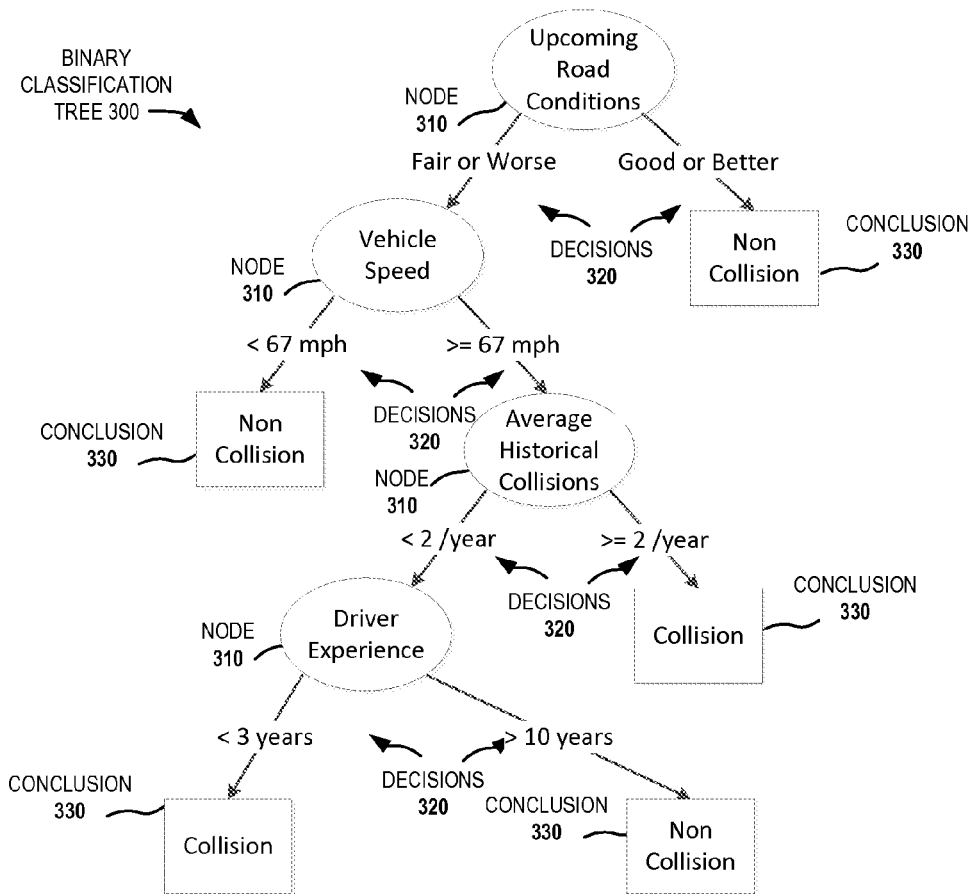 BINARY
CLASSIFICATION
TREE 300
Upcoming
Road
Conditions
NODE
310
Fair or Worse
Good or Better
DECISIONS
320
Non
Collision
CONCLUSION
330
Vehicle
Speed
NODE
310
< 67 mph
>= 67 mph
DECISIONS
320
Non
Collision
CONCLUSION
330
Average
Historical
Collisions
NODE
310
< 2 /year
>= 2 /year
DECISIONS
320
Collision
CONCLUSION
330
Driver
Experience
NODE
310
< 3 years
> 10 years
DECISIONS
320
CONCLUSION
330
Collision
CONCLUSION
330
Non
Collision